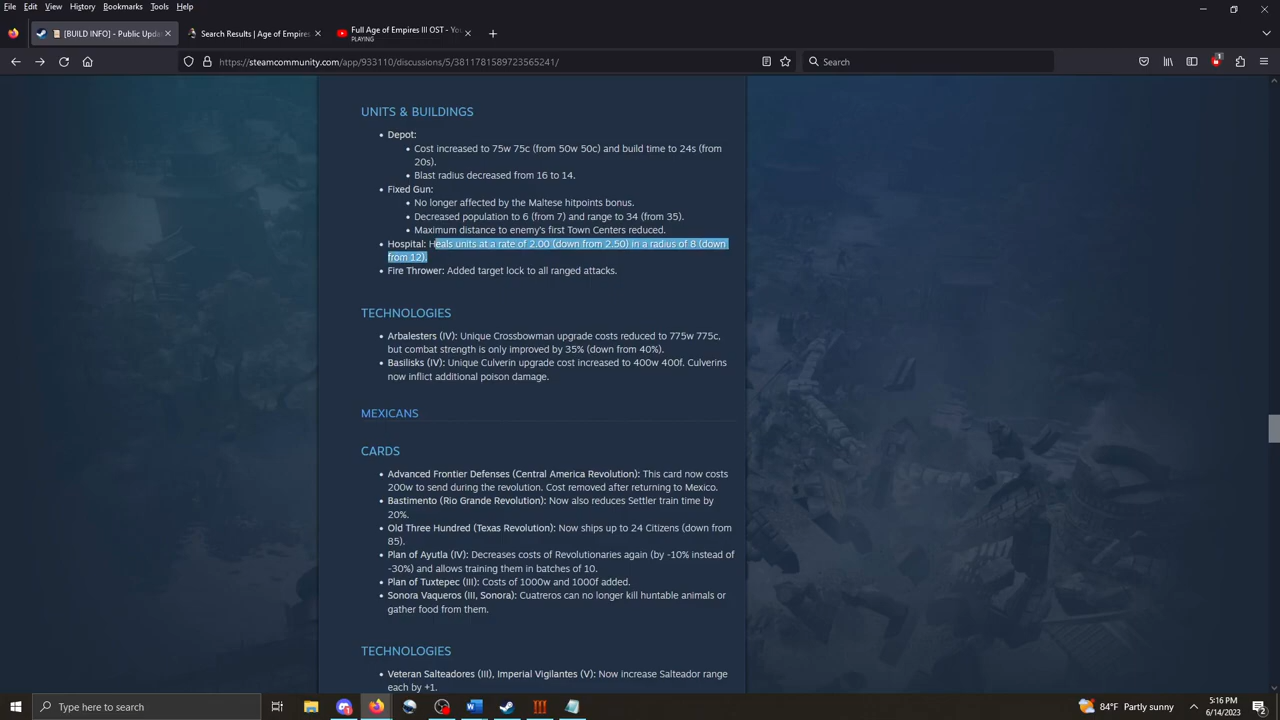 File Edit View History Bookmarks Tools Help
[BUILD INFO] - Public Upda
Search Results | Age of Empires
Full Age of Empires III OST - Yo
PLAYING
https://steamcommunity.com/app/933110/discussions/5/3811781589723565241/
Search
1
UNITS & BUILDINGS
• Depot:
• Cost increased to 75w 75c (from 50w 50c) and build time to 24s (from
20s).
• Blast radius decreased from 16 to 14.
• Fixed Gun:
• No longer affected by the Maltese hitpoints bonus.
• Decreased population to 6 (from 7) and range to 34 (from 35).
• Maximum distance to enemy's first Town Centers reduced.
• Hospital: Heals units at a rate of 2.00 (down from 2.50) in a radius of 8 (down
from 12).
• Fire Thrower: Added target lock to all ranged attacks.
TECHNOLOGIES
• Arbalesters (IV): Unique Crossbowman upgrade costs reduced to 775w 775c,
but combat strength is only improved by 35% (down from 40%).
• Basilisks (IV): Unique Culverin upgrade cost increased to 400w 400f. Culverins
now inflict additional poison damage.
MEXICANS
CARDS
• Advanced Frontier Defenses (Central America Revolution): This card now costs
200w to send during the revolution. Cost removed after returning to Mexico.
• Bastimento (Rio Grande Revolution): Now also reduces Settler train time by
20%.
• Old Three Hundred (Texas Revolution): Now ships up to 24 Citizens (down from
85).
• Plan of Ayutla (IV): Decreases costs of Revolutionaries again (by -10% instead of
-30%) and allows training them in batches of 10.
• Plan of Tuxtepec (III): Costs of 1000w and 1000f added.
• Sonora Vaqueros (III, Sonora): Cuatreros can no longer kill huntable animals or
gather food from them.
TECHNOLOGIES
• Veteran Salteadores (III), Imperial Vigilantes (V): Now increase Salteador range
each by +1.
Type here to search
84°F Partly sunny
5:16 PM
6/14/2023